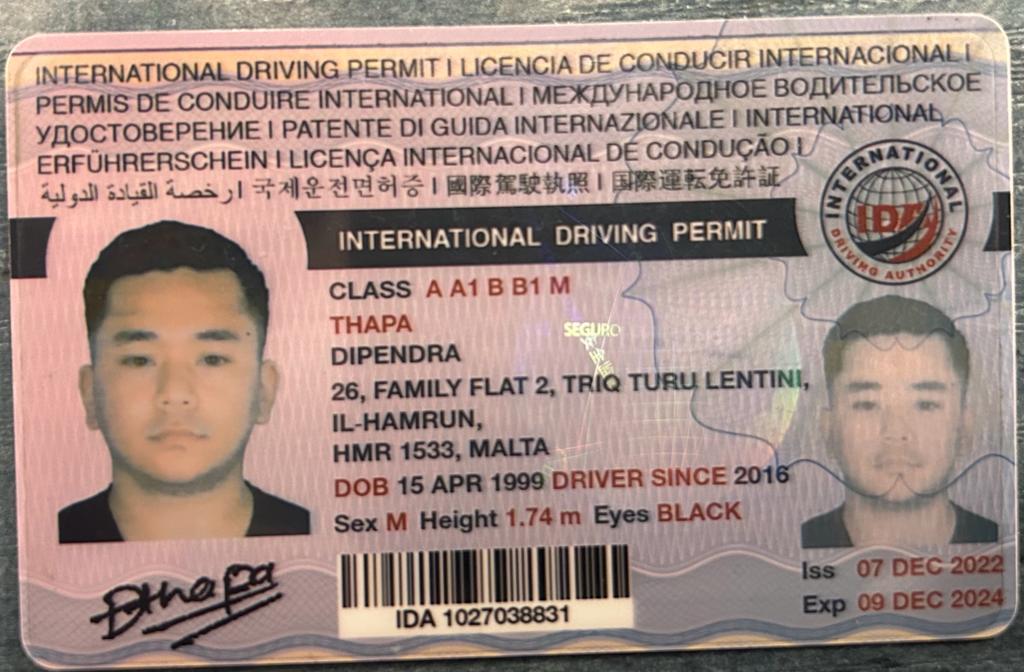 INTERNATIONAL DRIVING PERMIT I LICENCIA DE CONDUCIR INTERNACIONAL I
PERMIS DE CONDUIRE INTERNATIONAL I МЕЖДУНАРОДНОЕ ВОДИТЕЛЬСКОЕ
УДОСТОВЕРЕНИЕ I PATENTE DI GUIDA INTERNAZIONALE I INTERNATIONAL
ERFÜHRERSCHEIN I LICENÇA INTERNACIONAL DE CONDUÇÃO I
رخصة القيادة الدولية I 국제운전면허증 I 國際駕駛執照 I 国際運転免許証
INTERNATIONAL
IDA
DRIVING AUTHORITY
INTERNATIONAL DRIVING PERMIT
CLASS A A1 B B1 M
THAPA
SEGURO
DIPENDRA
26, FAMILY FLAT 2, TRIQ TURU LENTINI,
IL-HAMRUN,
HMR 1533, MALTA
DOB 15 APR 1999 DRIVER SINCE 2016
Sex M Height 1.74 m Eyes BLACK
Iss 07 DEC 2022
Exp 09 DEC 2024
Dthapa
IDA 1027038831